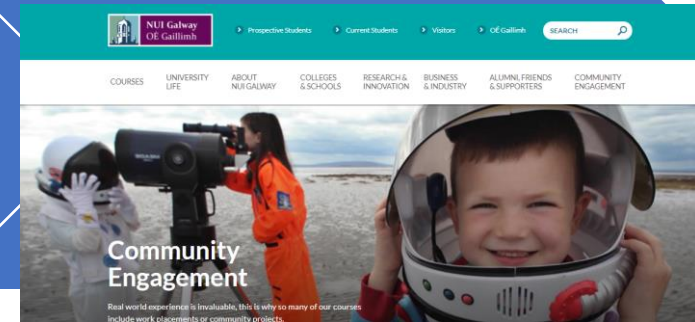 NUI Galway
OÉ Gaillimh
Prospective Students
Current Students
Visitors
OÉ Gaillimh
SEARCH
COURSES
UNIVERSITY LIFE
ABOUT NUI GALWAY
COLLEGES & SCHOOLS
RESEARCH & INNOVATION
BUSINESS & INDUSTRY
ALUMNI, FRIENDS & SUPPORTERS
COMMUNITY ENGAGEMENT
Community
Engagement
Real world experience is invaluable, this is why so many of our courses
include work placements or community projects.